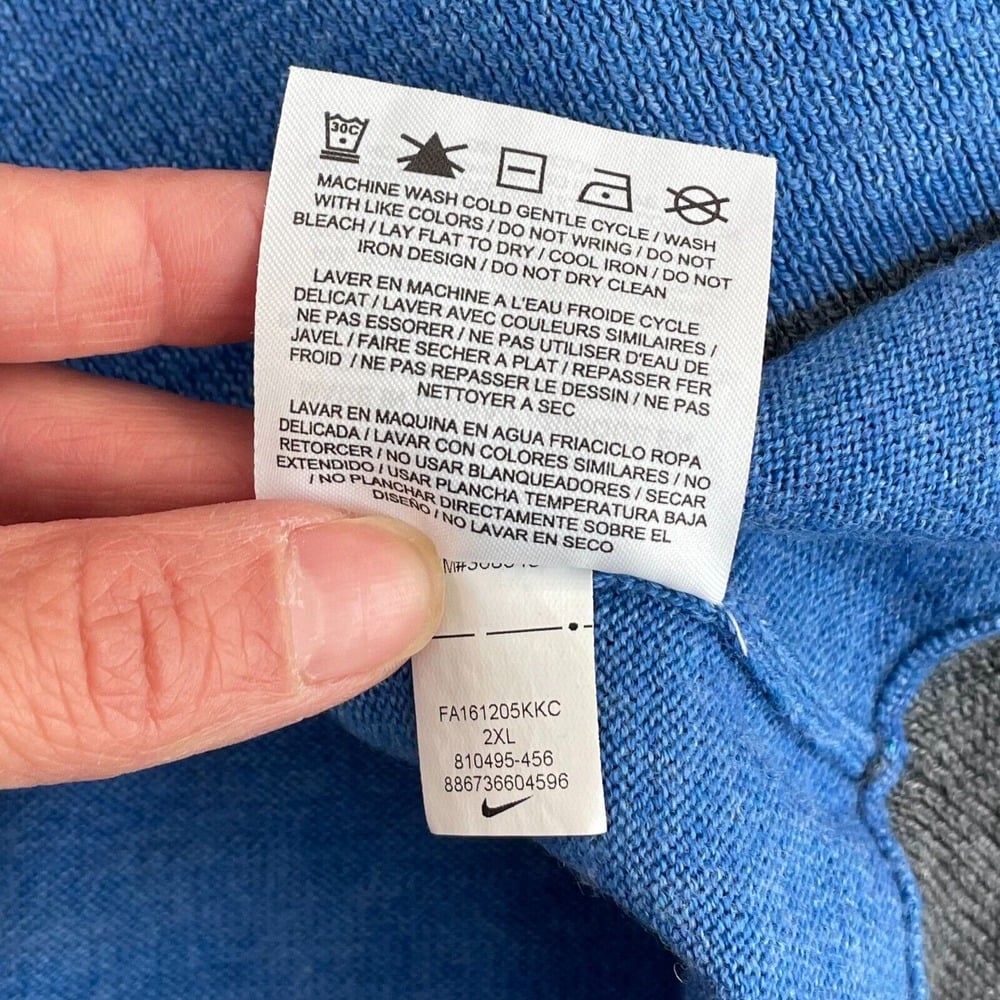 30C
MACHINE WASH COLD GENTLE CYCLE / WASH
WITH LIKE COLORS / DO NOT WRING / DO NOT
BLEACH / LAY FLAT TO DRY / COOL IRON / DO NOT
IRON DESIGN / DO NOT DRY CLEAN
LAVER EN MACHINE A L'EAU FROIDE CYCLE
DELICAT / LAVER AVEC COULEURS SIMILAIRES /
NE PAS ESSORER / NE PAS UTILISER D'EAU DE
JAVEL / FAIRE SECHER A PLAT / REPASSER FER
FROID / NE PAS REPASSER LE DESSIN / NE PAS
NETTOYER A SEC
LAVAR EN MAQUINA EN AGUA FRIACICLO ROPA
DELICADA / LAVAR CON COLORES SIMILARES / NO
RETORCER / NO USAR BLANQUEADORES / SECAR
EXTENDIDO / USAR PLANCHA TEMPERATURA BAJA
/ NO PLANCHAR DIRECTAMENTE SOBRE EL
DISEÑO / NO LAVAR EN SECO
FA161205KKC
2XL
810495-456
886736604596